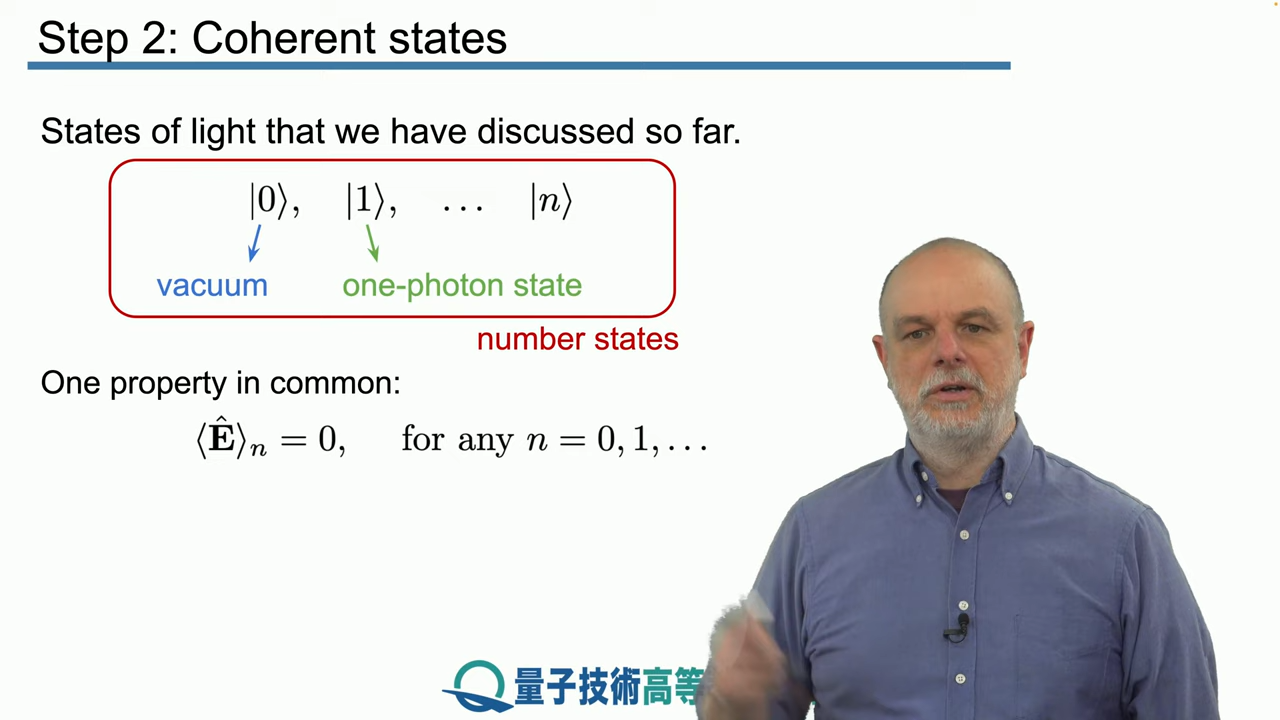 Step 2: Coherent states
States of light that we have discussed so far.
|0⟩, |1⟩, ... |n⟩
vacuum one-photon state
number states
One property in common:
⟨Ê⟩ₙ = 0, for any n = 0, 1, ...
量子技術高等